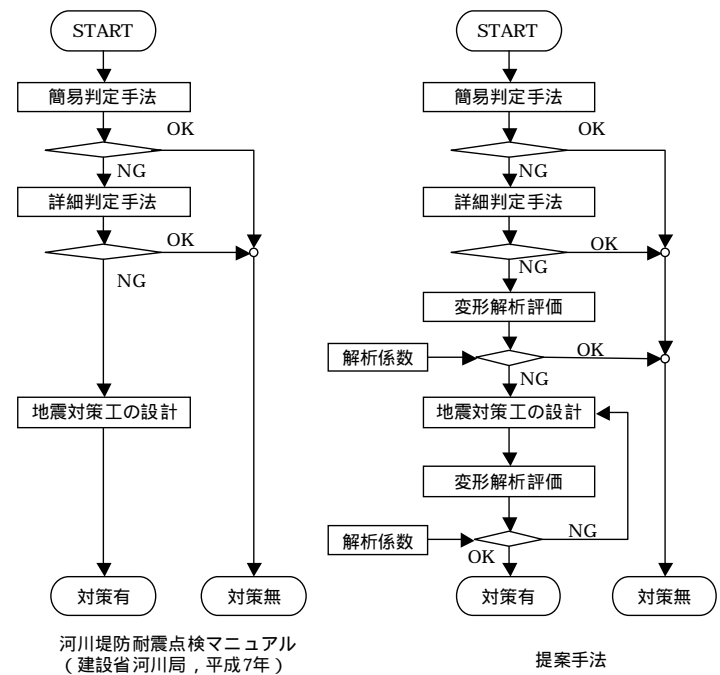 START
簡易判定手法
OK
NG
詳細判定手法
OK
NG
地震対策工の設計
対策有
対策無
河川堤防耐震点検マニュアル
（建設省河川局，平成7年）
START
簡易判定手法
OK
NG
詳細判定手法
OK
NG
変形解析評価
解析係数
OK
NG
地震対策工の設計
変形解析評価
解析係数
NG
OK
対策有
対策無
提案手法